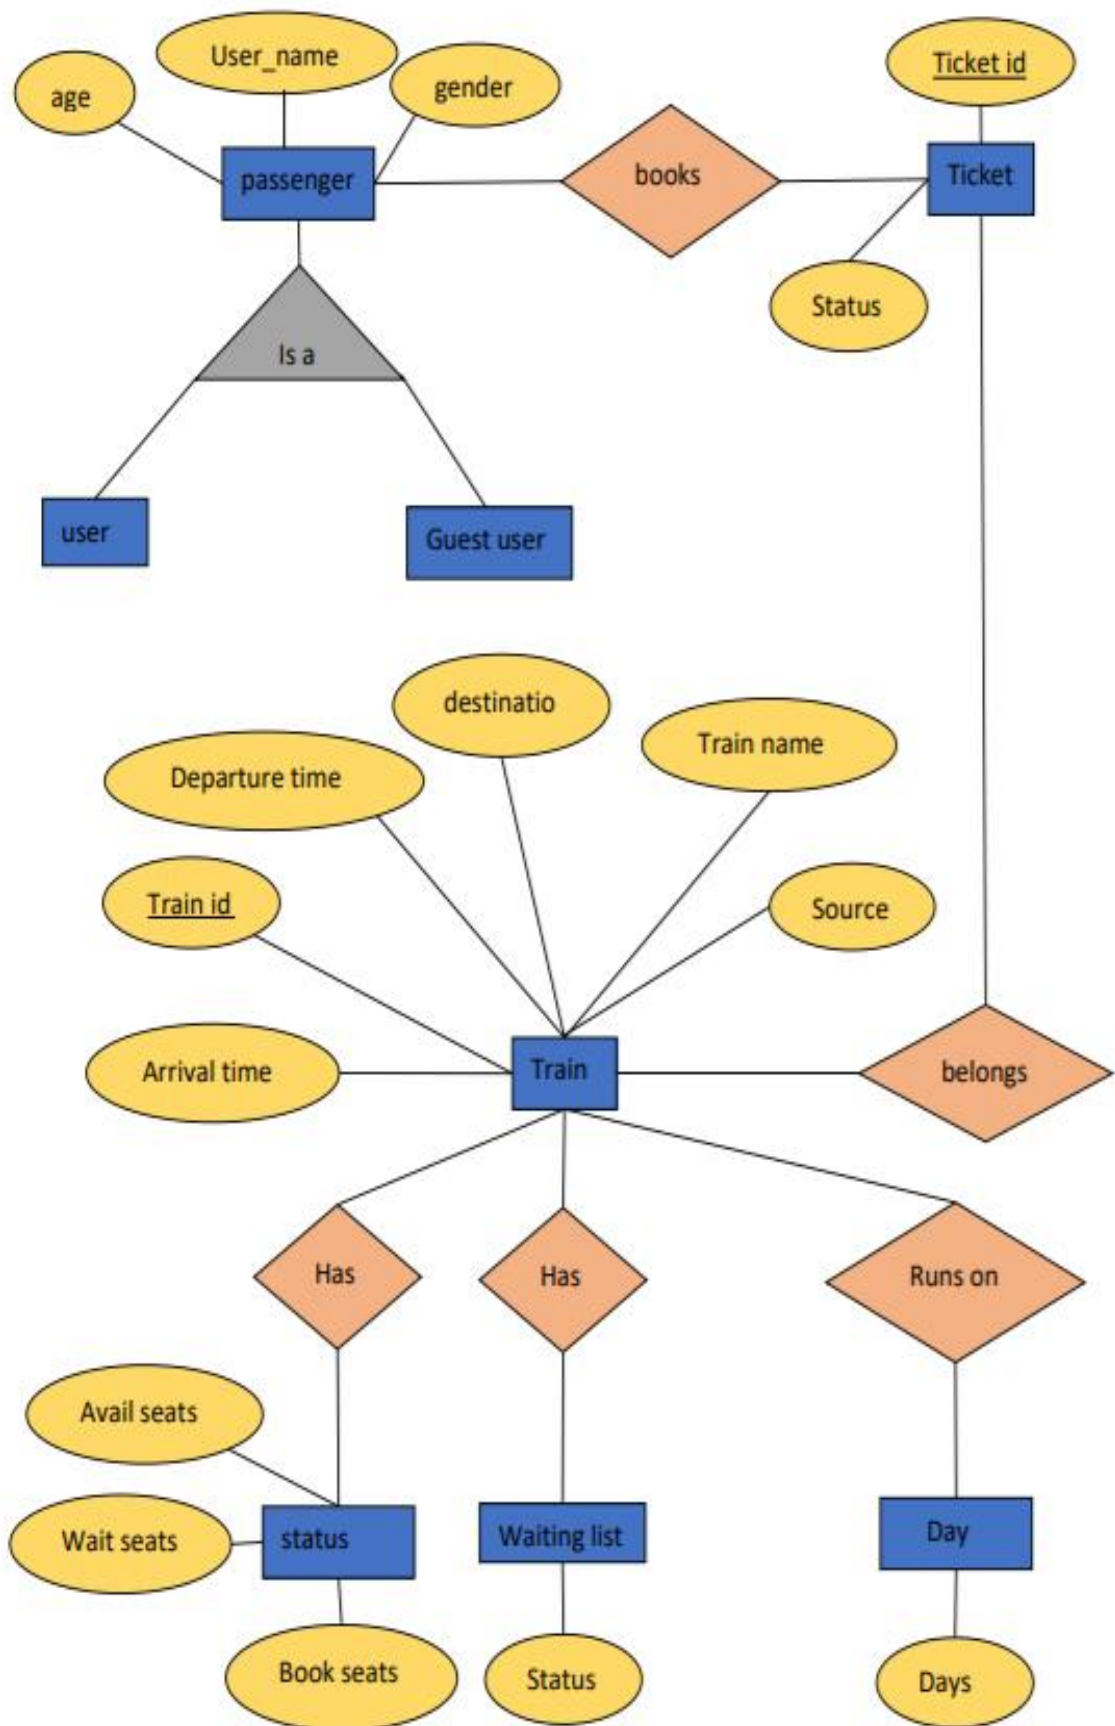 User_name
Ticket id
age
gender
passenger
books
Ticket
Status
Is a
user
Guest user
destinatio
Train name
Departure time
Train id
Source
Arrival time
Train
belongs
Has
Has
Runs on
Avail seats
Wait seats
status
Waiting list
Day
Book seats
Status
Days